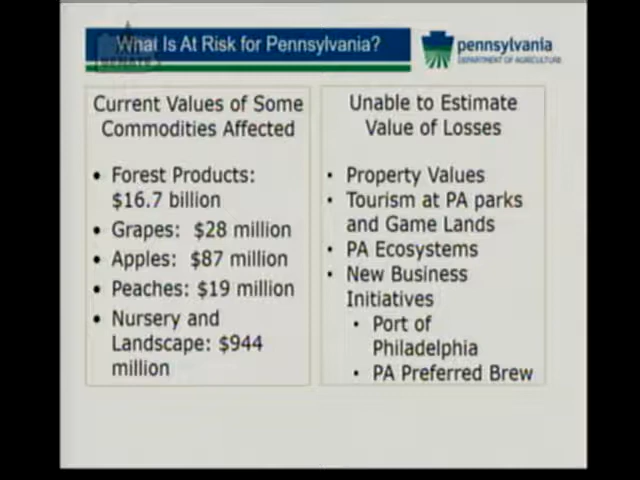 What Is At Risk for Pennsylvania?
SENATE
pennsylvania
DEPARTMENT OF AGRICULTURE
Current Values of Some
Commodities Affected
• Forest Products:
$16.7 billion
• Grapes: $28 million
• Apples: $87 million
• Peaches: $19 million
• Nursery and
Landscape: $944
million
Unable to Estimate
Value of Losses
• Property Values
• Tourism at PA parks
and Game Lands
• PA Ecosystems
• New Business
Initiatives
• Port of
Philadelphia
• PA Preferred Brew